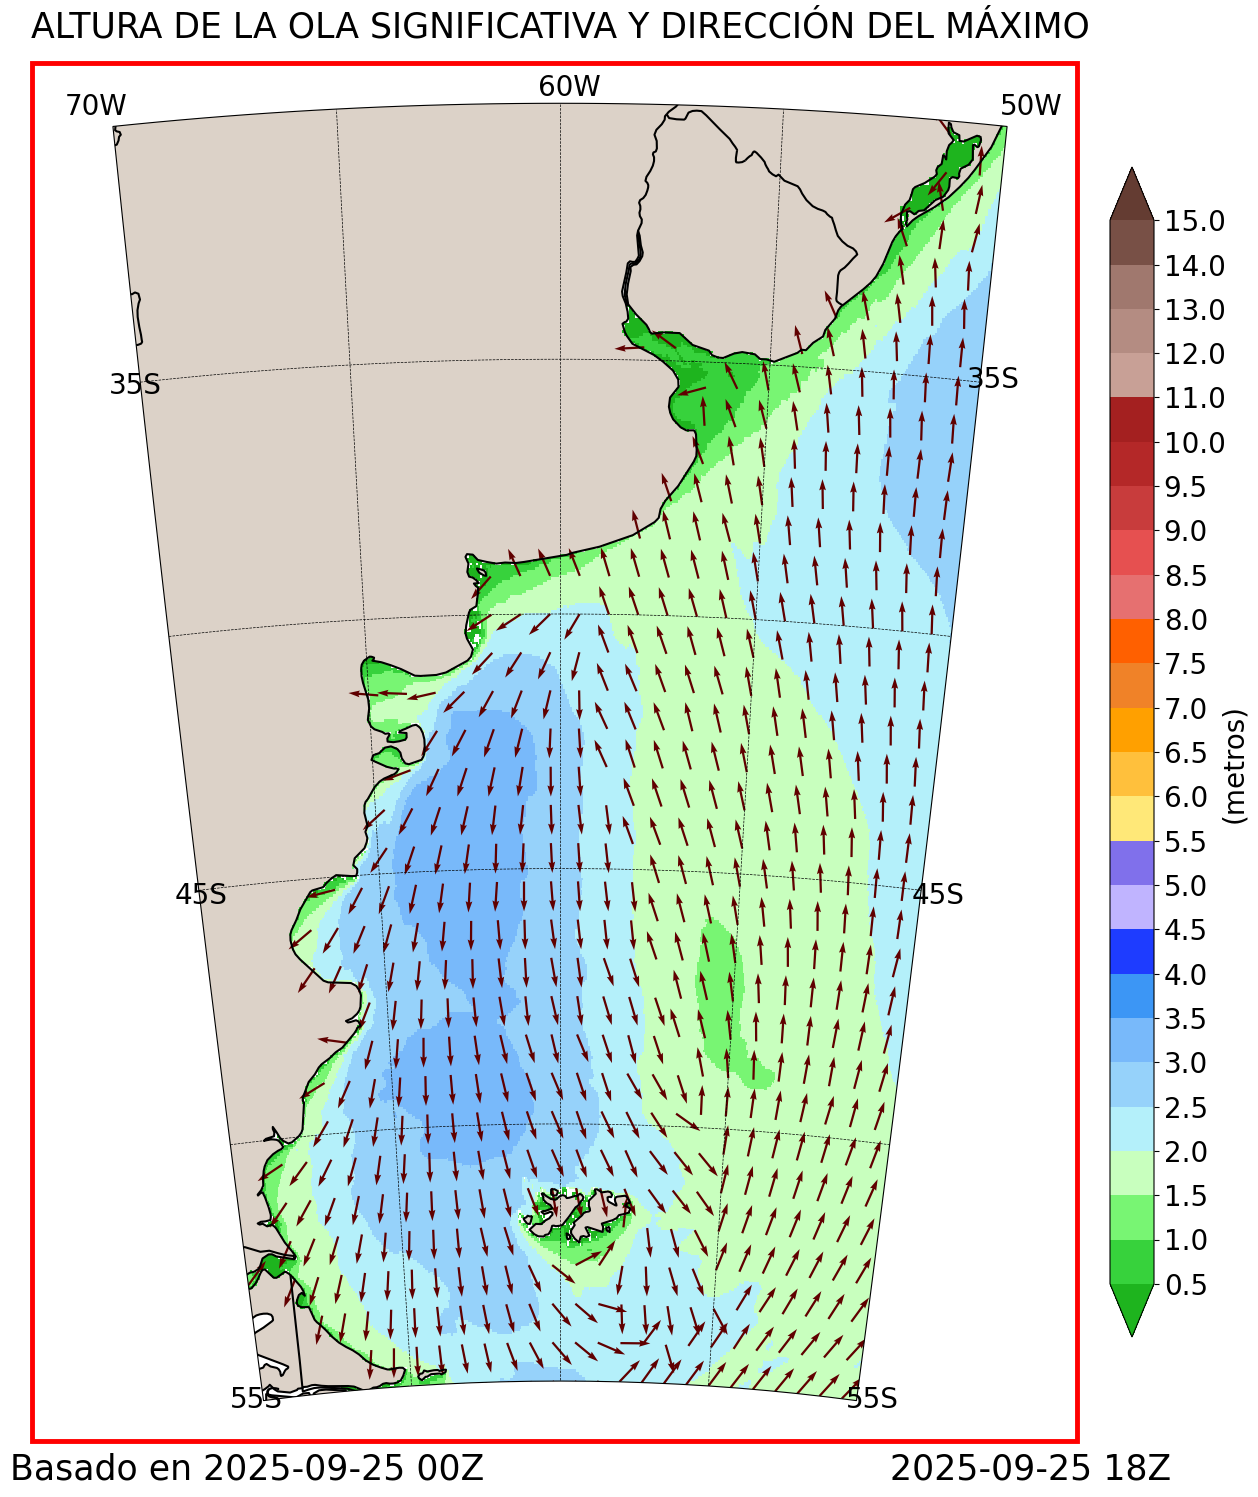 ALTURA DE LA OLA SIGNIFICATIVA Y DIRECCIÓN DEL MÁXIMO
70W
60W
50W
35S
35S
45S
45S
55S
55S
15.0
14.0
13.0
12.0
11.0
10.0
9.5
9.0
8.5
8.0
7.5
7.0
6.5
6.0
5.5
5.0
4.5
4.0
3.5
3.0
2.5
2.0
1.5
1.0
0.5
(metros)
Basado en 2025-09-25 00Z
2025-09-25 18Z